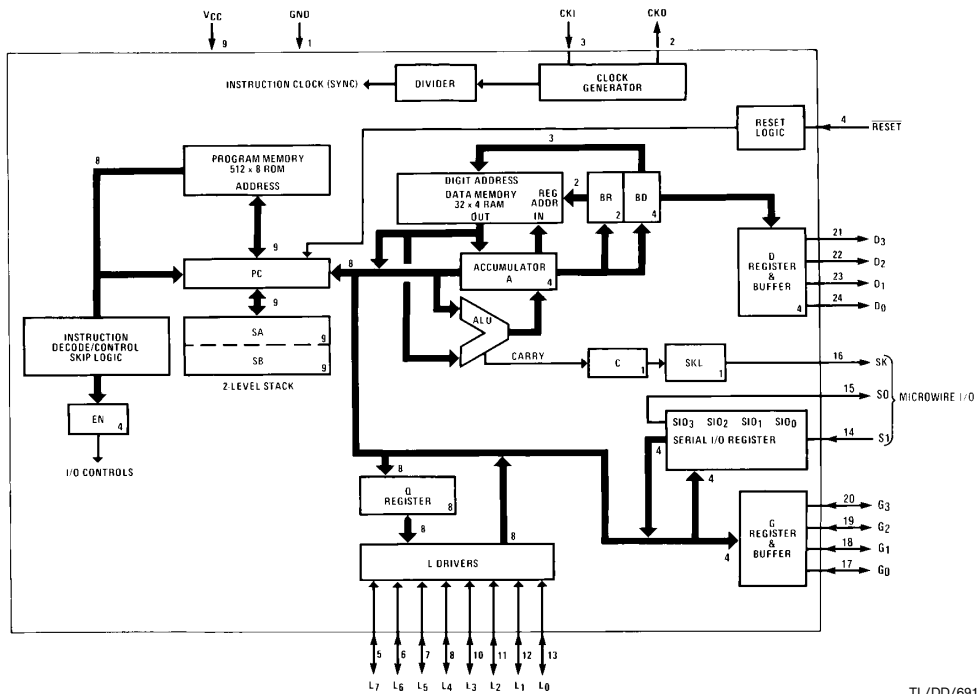 VCC GND CKI CKO
9 1 3 2
INSTRUCTION CLOCK (SYNC)
DIVIDER
CLOCK
GENERATOR
RESET
LOGIC
4
RESET
8
PROGRAM MEMORY
512 x 8 ROM
ADDRESS
9
PC
8
9
SA
9
SB
9
2-LEVEL STACK
INSTRUCTION
DECODE/CONTROL
SKIP LOGIC
EN
4
I/O CONTROLS
3
DIGIT ADDRESS
DATA MEMORY
32 x 4 RAM
OUT
REG
ADDR
IN
2
BR
2
BD
4
ACCUMULATOR
A
4
ALU
CARRY
C
1
SKL
1
D
REGISTER
&
BUFFER
4
21 D3
22 D2
23 D1
24 D0
16 SK
15 SO
14 S1
MICROWIRE I/O
SIO3 SIO2 SIO1 SIO0
SERIAL I/O REGISTER
4
4
4
G
REGISTER
&
BUFFER
20 G3
19 G2
18 G1
17 G0
8
Q
REGISTER
8
8
8
L DRIVERS
5 6 7 8 10 11 12 13
L7 L6 L5 L4 L3 L2 L1 L0
TL/DD/691